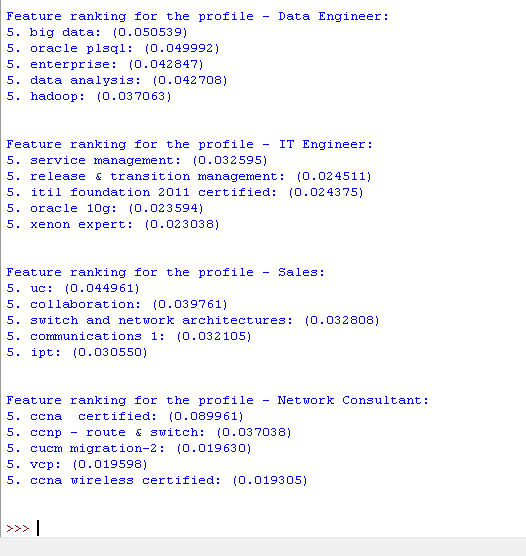 Feature ranking for the profile - Data Engineer:
5. big data: (0.050539)
5. oracle plsql: (0.049992)
5. enterprise: (0.042847)
5. data analysis: (0.042708)
5. hadoop: (0.037063)
Feature ranking for the profile - IT Engineer:
5. service management: (0.032595)
5. release & transition management: (0.024511)
5. itil foundation 2011 certified: (0.024375)
5. oracle 10g: (0.023594)
5. xenon expert: (0.023038)
Feature ranking for the profile - Sales:
5. uc: (0.044961)
5. collaboration: (0.039761)
5. switch and network architectures: (0.032808)
5. communications 1: (0.032105)
5. ipt: (0.030550)
Feature ranking for the profile - Network Consultant:
5. ccna  certified: (0.089961)
5. ccnp - route & switch: (0.037038)
5. cucm migration-2: (0.019630)
5. vcp: (0.019598)
5. ccna wireless certified: (0.019305)
>>>